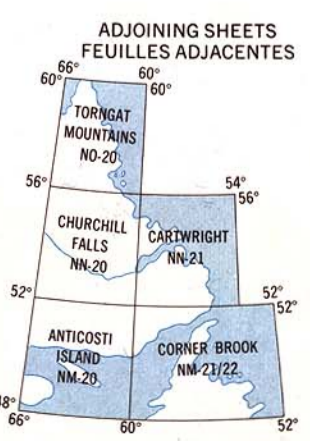 ADJOINING SHEETS
FEUILLES ADJACENTES
66° 60°
60° 60°
TORNGAT
MOUNTAINS
NO-20
56° 54°
56°
CHURCHILL
FALLS
NN-20
CARTWRIGHT
NN-21
52° 52°
52°
ANTICOSTI
ISLAND
NM-20
CORNER BROOK
NM-21/22
48°
66° 60° 52°